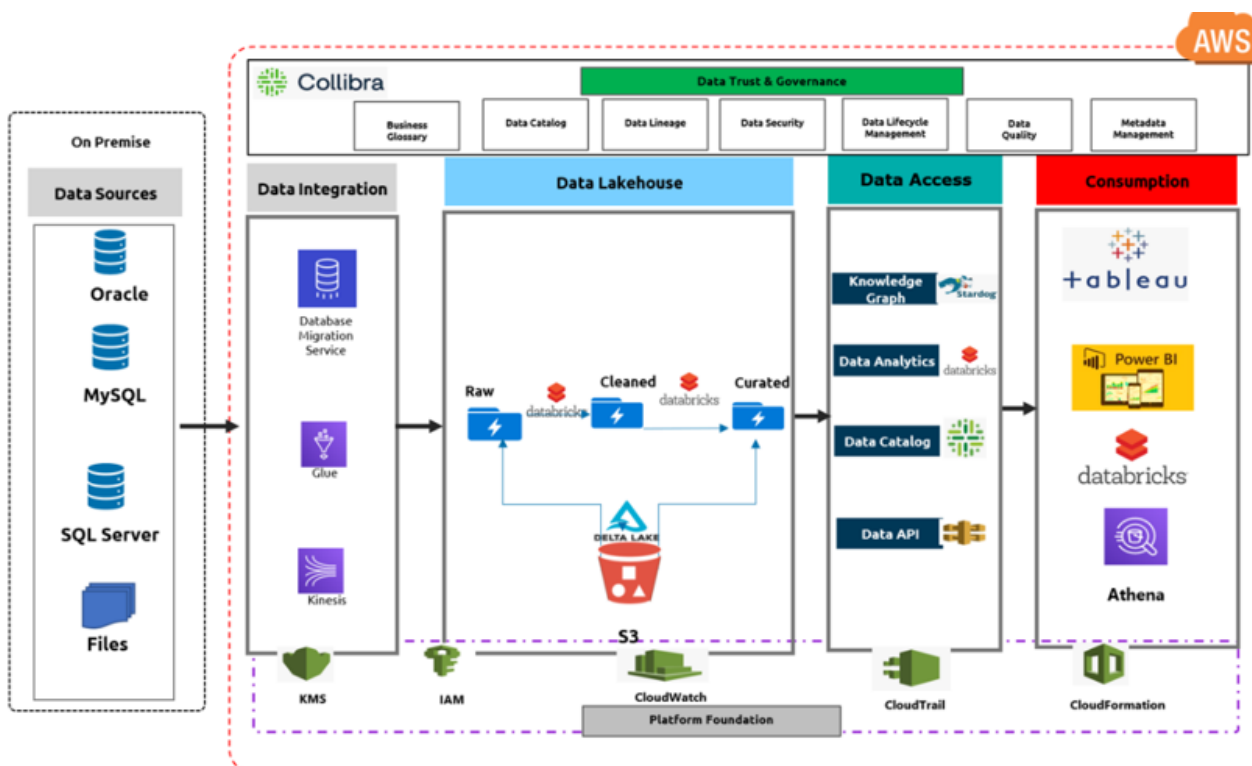 AWS
Collibra
Data Trust & Governance
Business
Glossary
Data Catalog
Data Lineage
Data Security
Data Lifecycle
Management
Data
Quality
Metadata
Management
On Premise
Data Sources
Oracle
MySQL
SQL Server
Files
Data Integration
Database
Migration
Service
Glue
Kinesis
Data Lakehouse
Raw
databricks
Cleaned
databricks
Curated
DELTA LAKE
S3
Data Access
Knowledge
Graph
Stardog
Data Analytics
databricks
Data Catalog
Data API
Consumption
+ableau
Power BI
databricks
Athena
KMS
IAM
CloudWatch
CloudTrail
CloudFormation
Platform Foundation